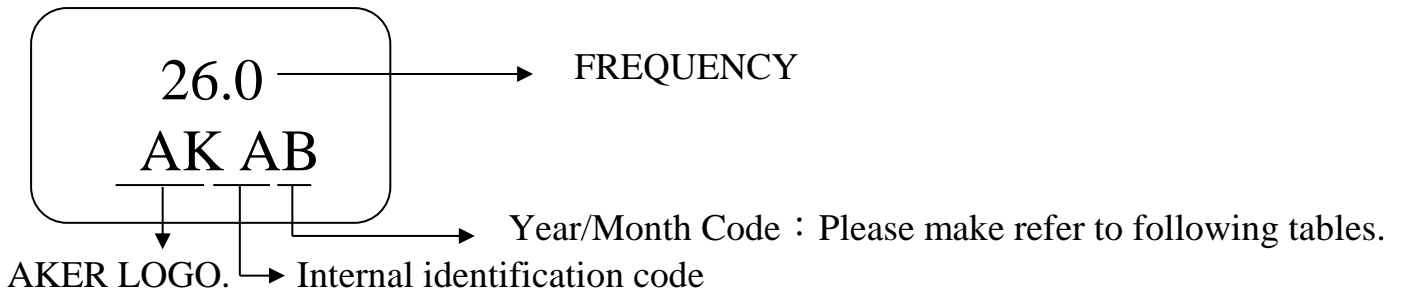 26.0
FREQUENCY
AK AB
Year/Month Code：Please make refer to following tables.
AKER LOGO.
Internal identification code